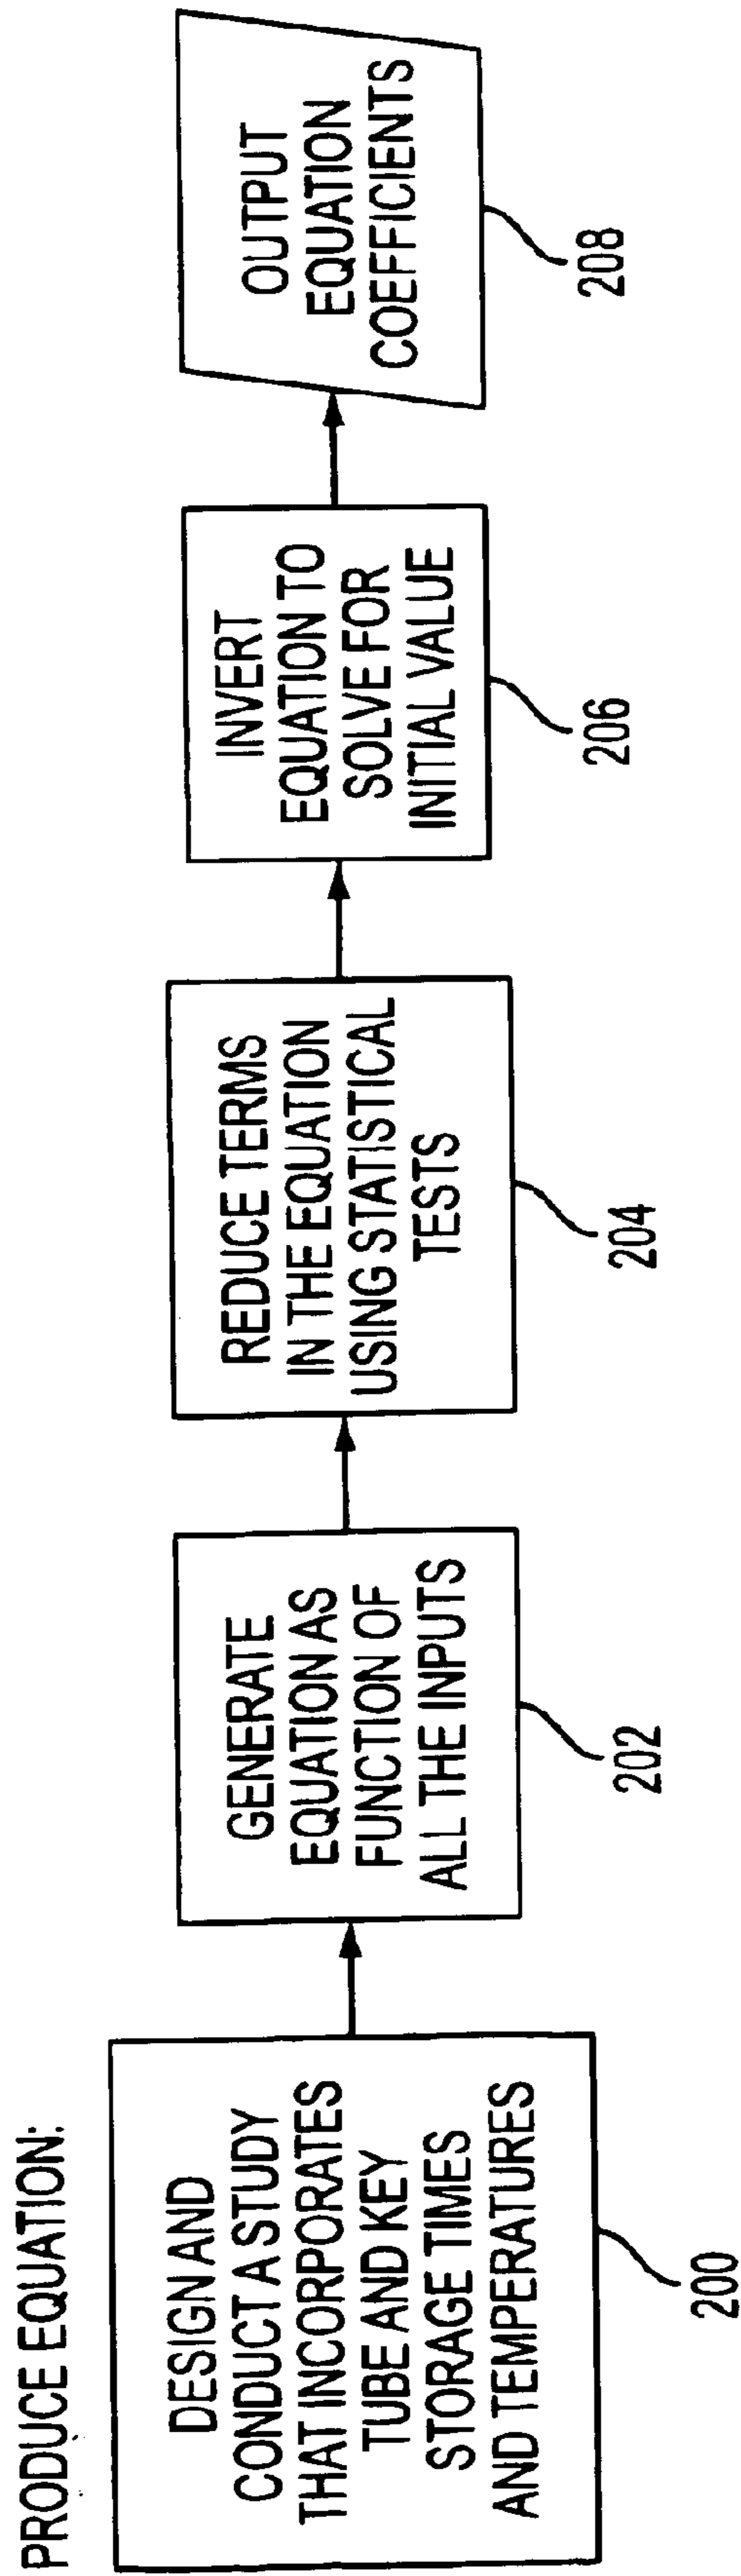 PRODUCE EQUATION:
DESIGN AND
CONDUCT A STUDY
THAT INCORPORATES
TUBE AND KEY
STORAGE TIMES
AND TEMPERATURES
200
GENERATE
EQUATION AS
FUNCTION OF
ALL THE INPUTS
202
REDUCE TERMS
IN THE EQUATION
USING STATISTICAL
TESTS
204
INVERT
EQUATION TO
SOLVE FOR
INITIAL VALUE
206
OUTPUT
EQUATION
COEFFICIENTS
208